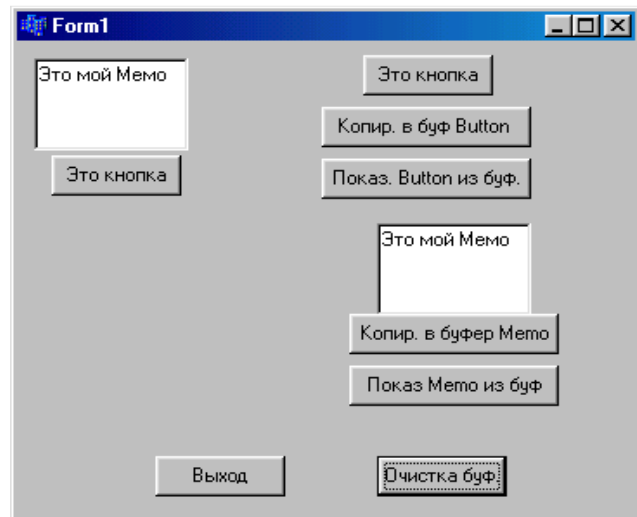 Form1
Это мой Мемо
Это кнопка
Это кнопка
Копир. в буф Button
Показ. Button из буф.
Это мой Мемо
Копир. в буфер Memo
Показ Memo из буф
Выход
Очистка буф.